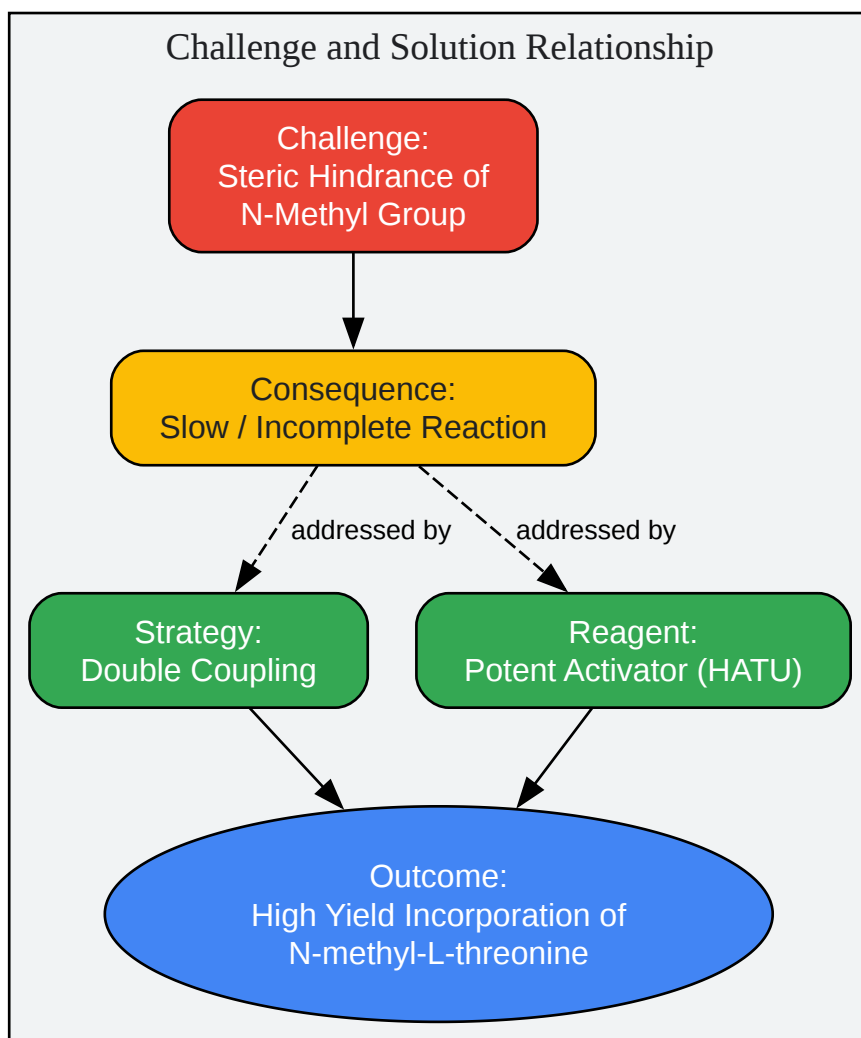 Challenge and Solution Relationship
Challenge:
Steric Hindrance of
N-Methyl Group
Consequence:
Slow / Incomplete Reaction
addressed by
addressed by
Strategy:
Double Coupling
Reagent:
Potent Activator (HATU)
Outcome:
High Yield Incorporation of
N-methyl-L-threonine